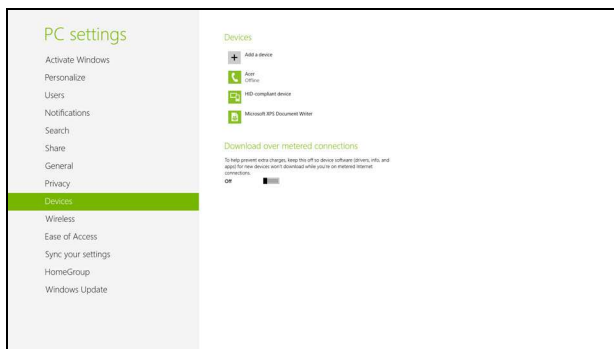 PC settings
Activate Windows
Personalize
Users
Notifications
Search
Share
General
Privacy
Devices
Wireless
Ease of Access
Sync your settings
HomeGroup
Windows Update
Devices
Add a device
Acer
Offline
HID-compliant device
Microsoft XPS Document Writer
Download over metered connections
To help prevent extra charges, keep this off so device software (drivers, info, and
apps) for new devices won't download while you're on metered Internet
connections.
Off